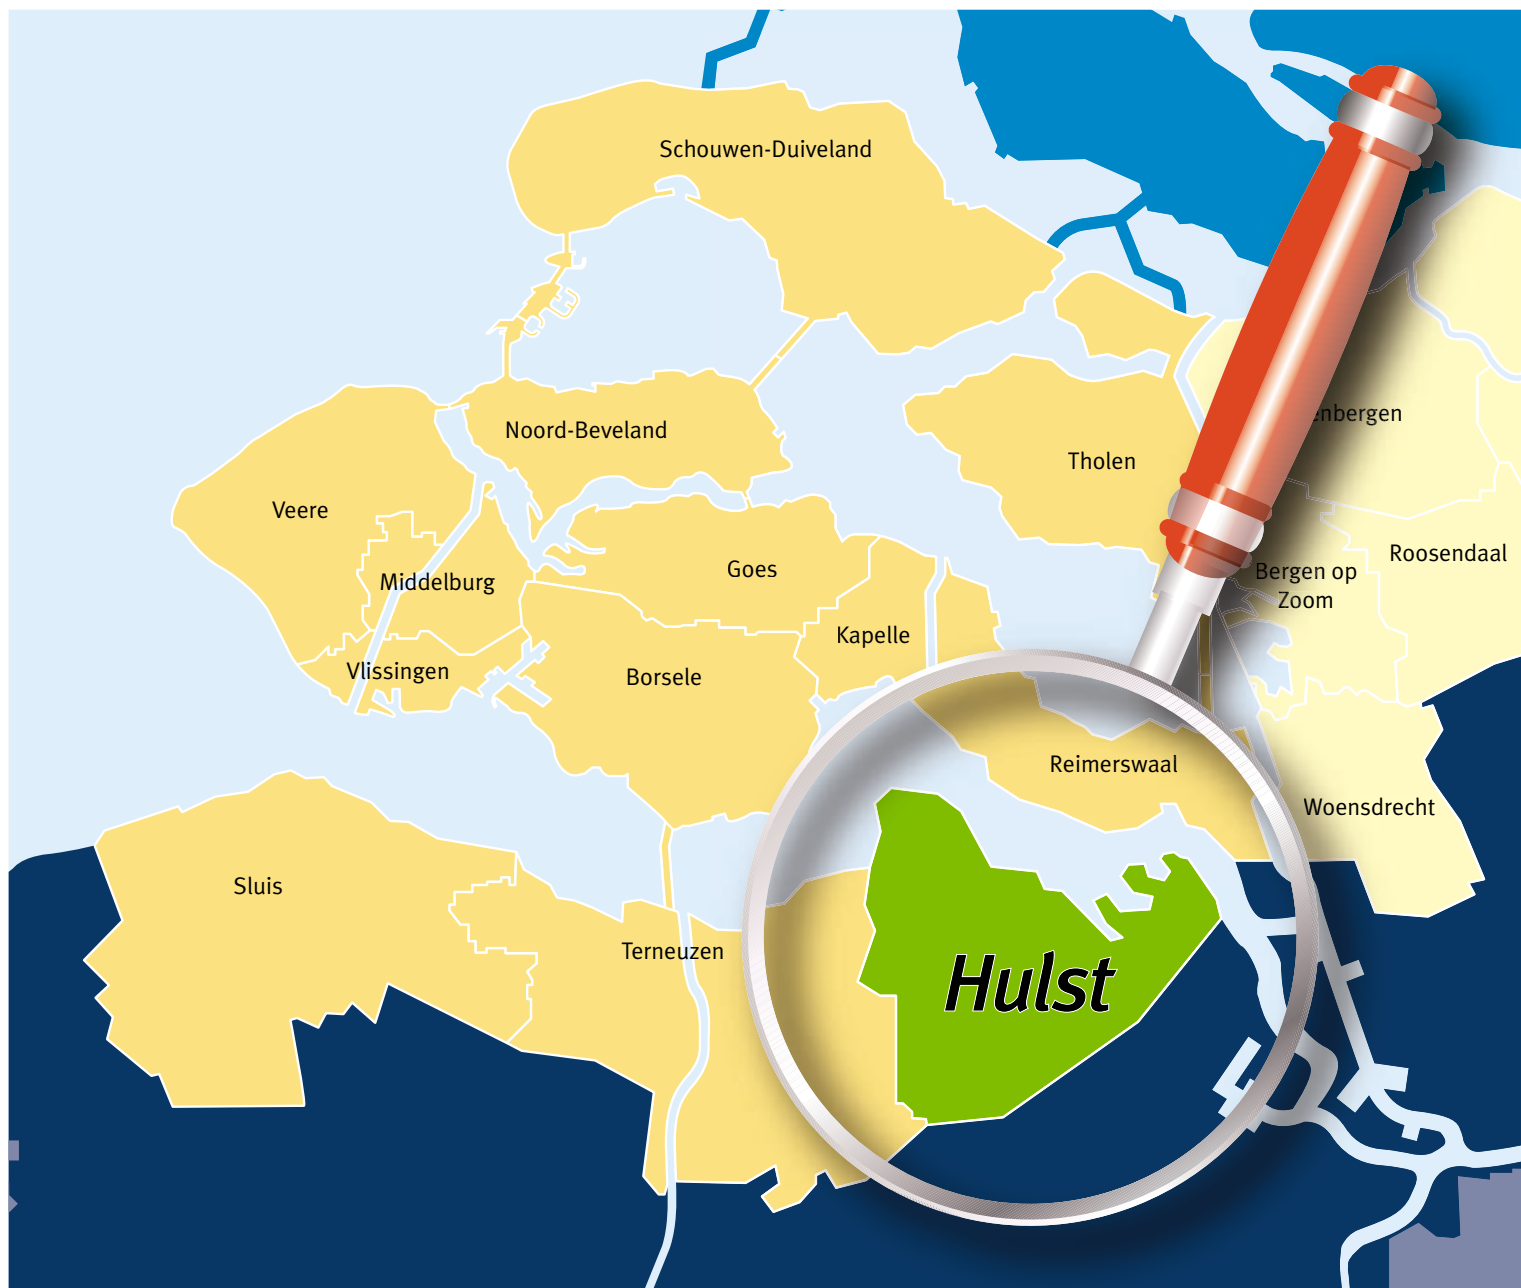 Schouwen-Duiveland
Noord-Beveland
Tholen
enbergen
Veere
Middelburg
Goes
Roosendaal
Bergen op
Zoom
Kapelle
Vlissingen
Borsele
Reimerswaal
Woensdrecht
Sluis
Terneuzen
Hulst